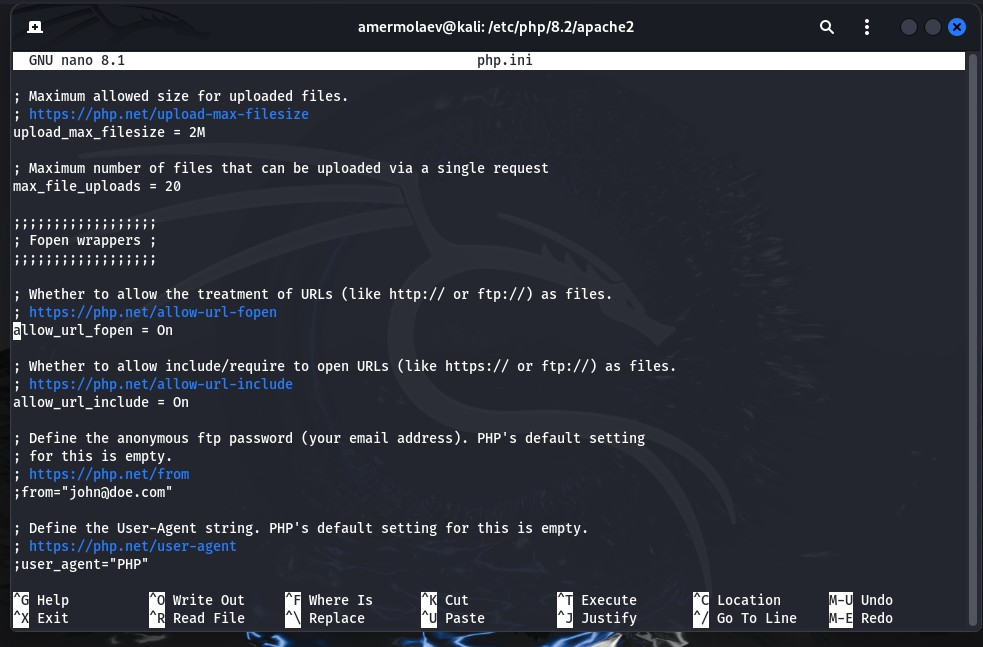 amermolaev@kali: /etc/php/8.2/apache2
GNU nano 8.1 php.ini
; Maximum allowed size for uploaded files.
; https://php.net/upload-max-filesize
upload_max_filesize = 2M
; Maximum number of files that can be uploaded via a single request
max_file_uploads = 20
;;;;;;;;;;;;;;;;;;
; Fopen wrappers ;
;;;;;;;;;;;;;;;;;;
; Whether to allow the treatment of URLs (like http:// or ftp://) as files.
; https://php.net/allow-url-fopen
allow_url_fopen = On
; Whether to allow include/require to open URLs (like https:// or ftp://) as files.
; https://php.net/allow-url-include
allow_url_include = On
; Define the anonymous ftp password (your email address). PHP's default setting
; for this is empty.
; https://php.net/from
;from="john@doe.com"
; Define the User-Agent string. PHP's default setting for this is empty.
; https://php.net/user-agent
;user_agent="PHP"
^G Help ^O Write Out ^F Where Is ^K Cut ^T Execute ^C Location M-U Undo
^X Exit ^R Read File ^\ Replace ^U Paste ^J Justify ^/ Go To Line M-E Redo